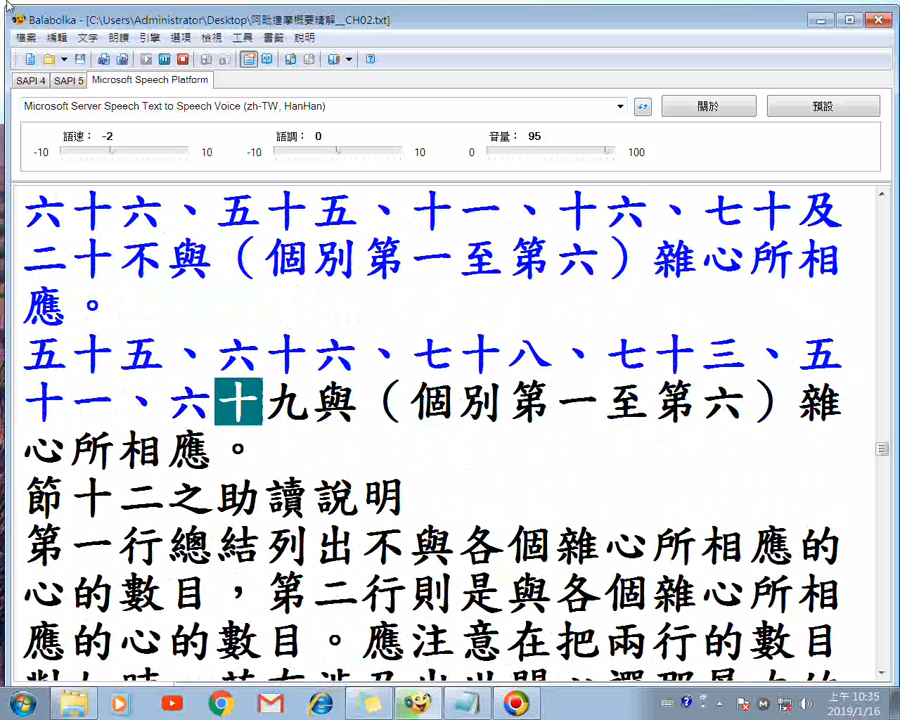 Balabolka - [C:\Users\Administrator\Desktop\阿毗達摩概要精解__CH02.txt]
檔案 編輯 文字 朗讀 引擎 選項 檢視 工具 書籤 說明
SAPI 4 SAPI 5 Microsoft Speech Platform
Microsoft Server Speech Text to Speech Voice (zh-TW, HanHan) 關於 預設
語速: -2 語調: 0 音量: 95
-10 10 -10 10 0 100
六十六、五十五、十一、十六、七十及
二十不與（個別第一至第六）雜心所相
應。
五十五、六十六、七十八、七十三、五
十一、六十九與（個別第一至第六）雜
心所相應。
節十二之助讀說明
第一行總結列出不與各個雜心所相應的
心的數目，第二行則是與各個雜心所相
應的心的數目。應注意在把兩行的數目
上午 10:35
2019/1/16